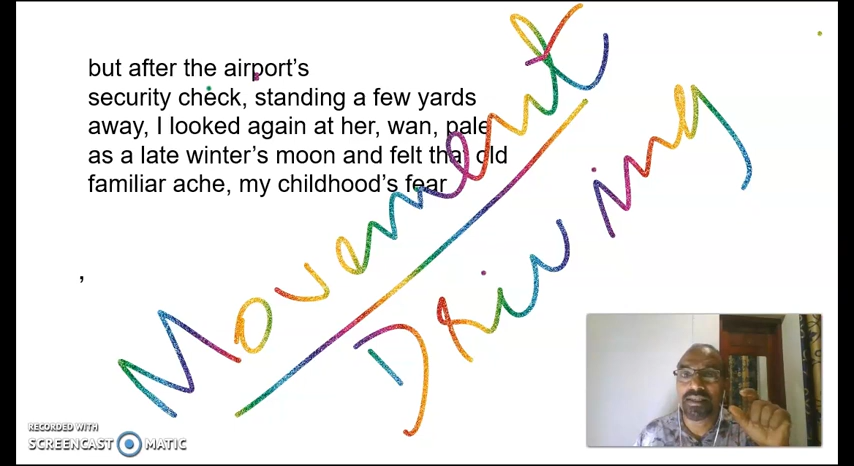 but after the airport's
security check, standing a few yards
away, I looked again at her, wan, pale
as a late winter's moon and felt that old
familiar ache, my childhood's fear
,
Movement
Driving
RECORDED WITH
SCREENCAST MATIC